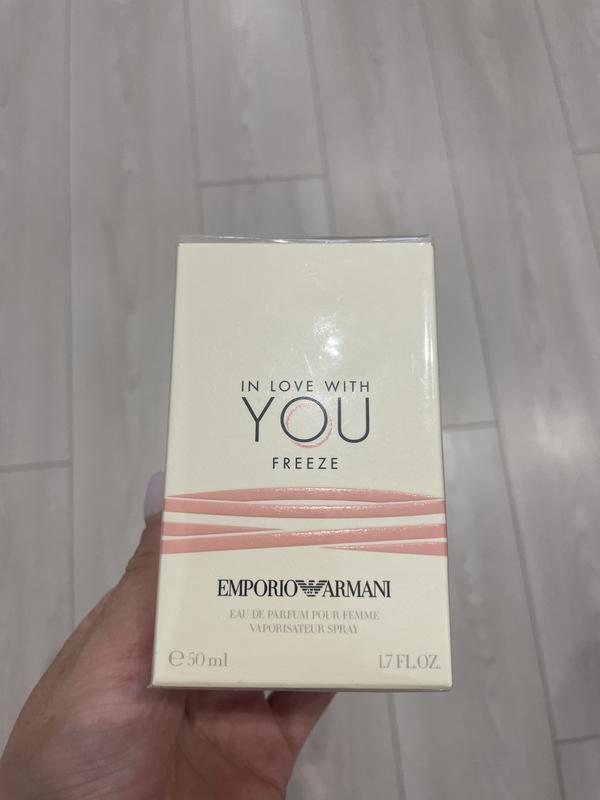 IN LOVE WITH
YOU
FREEZE
EMPORIO ARMANI
EAU DE PARFUM POUR FEMME
VAPORISATEUR SPRAY
℮ 50 ml 1.7 FL.OZ.